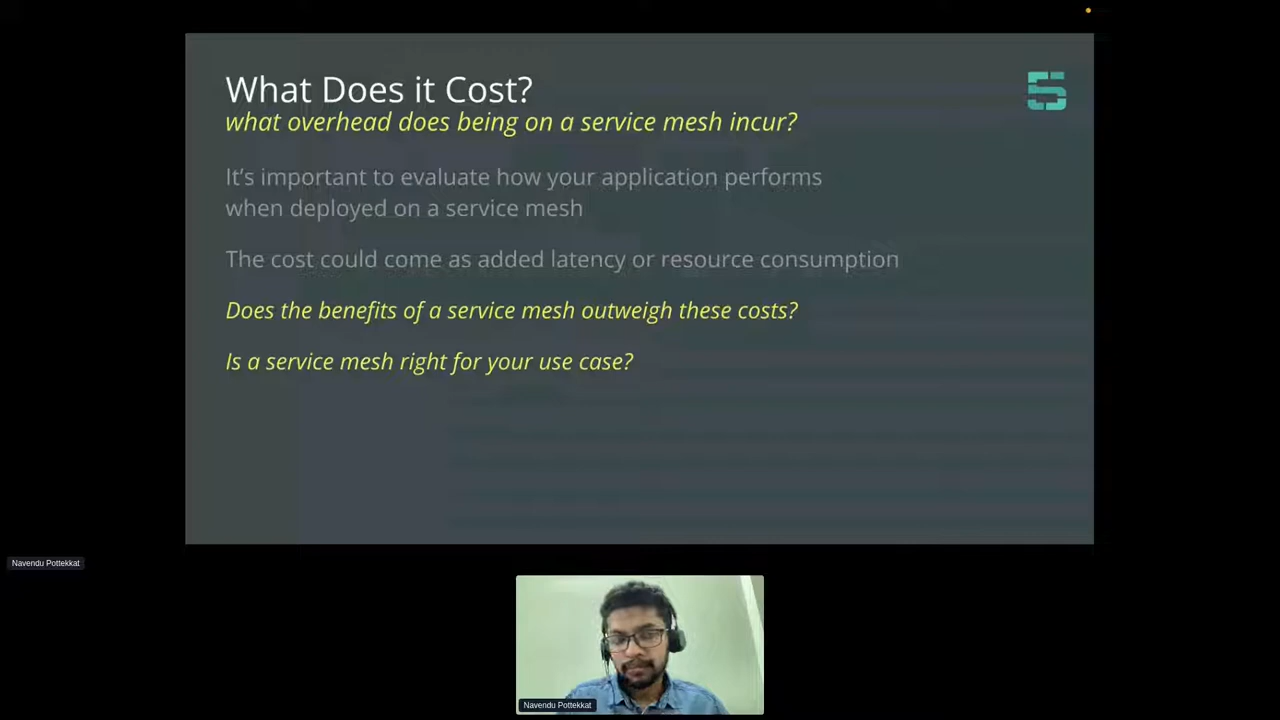 What Does it Cost?
what overhead does being on a service mesh incur?
It's important to evaluate how your application performs
when deployed on a service mesh
The cost could come as added latency or resource consumption
Does the benefits of a service mesh outweigh these costs?
Is a service mesh right for your use case?
Navendu Pottekkat
Navendu Pottekkat